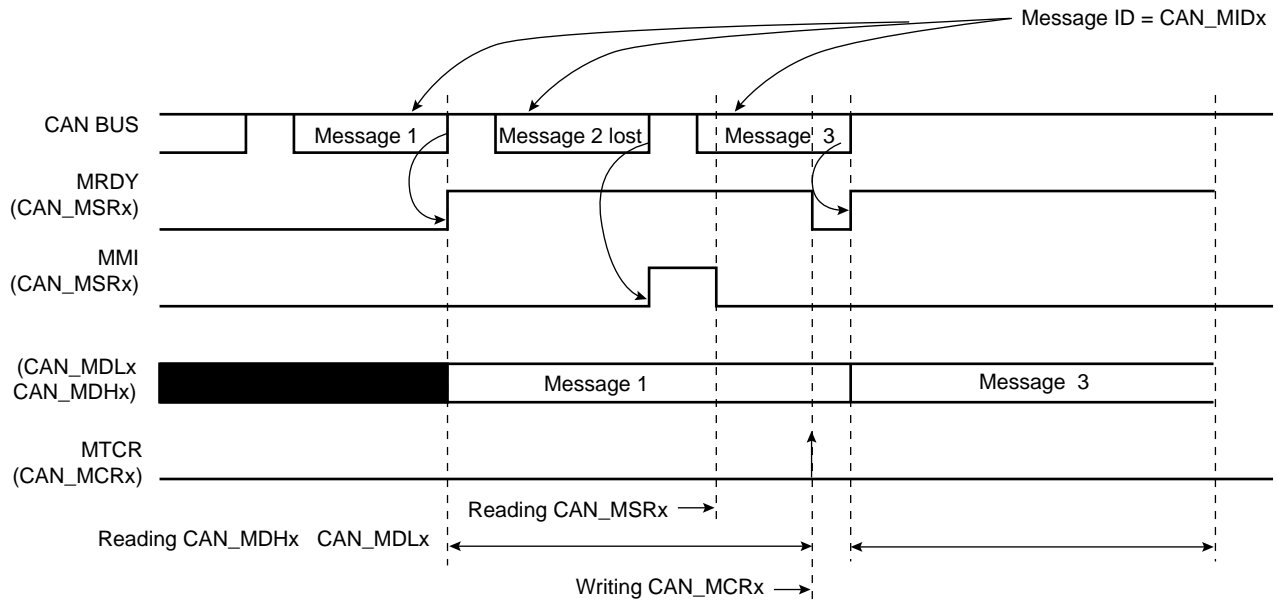 Message ID = CAN_MIDx
CAN BUS
Message 1
Message 2 lost
Message 3
MRDY
(CAN_MSRx)
MMI
(CAN_MSRx)
(CAN_MDLx
CAN_MDHx)
Message 1
Message 3
MTCR
(CAN_MCRx)
Reading CAN_MSRx
Reading CAN_MDHx CAN_MDLx
Writing CAN_MCRx